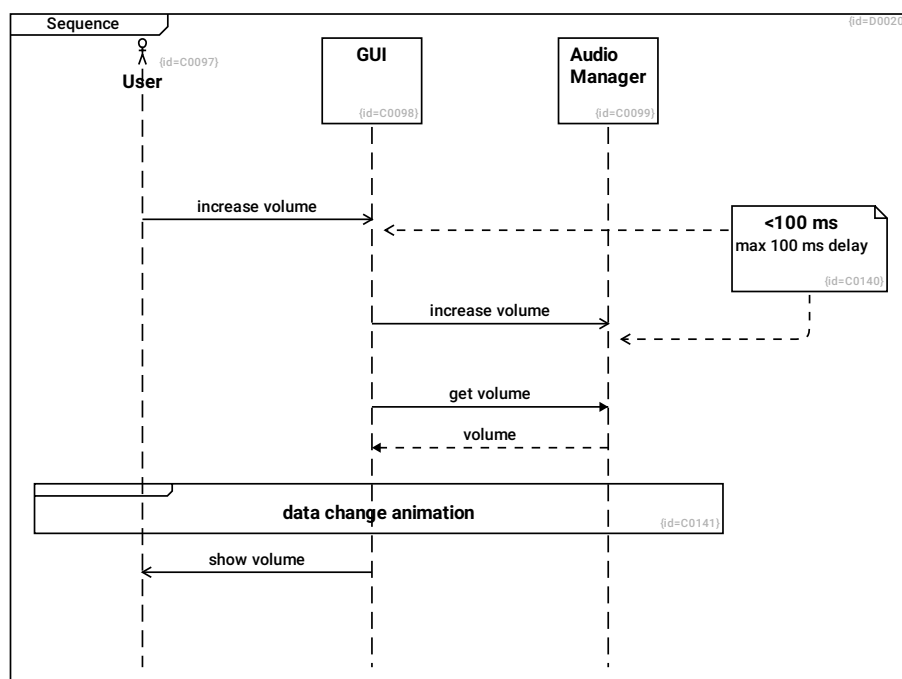 Sequence
{id=D0020
{id=C0097}
User
GUI
{id=C0098}
Audio
Manager
{id=C0099}
increase volume
<100 ms
max 100 ms delay
{id=C0140}
increase volume
get volume
volume
data change animation
{id=C0141}
show volume